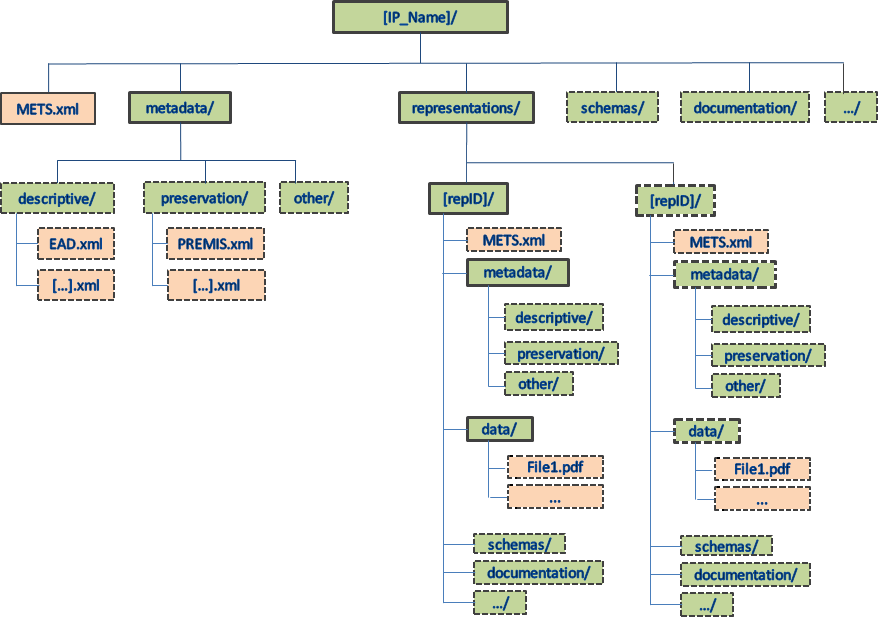 [IP_Name]/
METS.xml
metadata/
representations/
schemas/
documentation/
.../
descriptive/
preservation/
other/
EAD.xml
[...].xml
PREMIS.xml
[...].xml
[repID]/
METS.xml
metadata/
descriptive/
preservation/
other/
data/
File1.pdf
...
schemas/
documentation/
.../
[repID]/
METS.xml
metadata/
descriptive/
preservation/
other/
data/
File1.pdf
...
schemas/
documentation/
.../